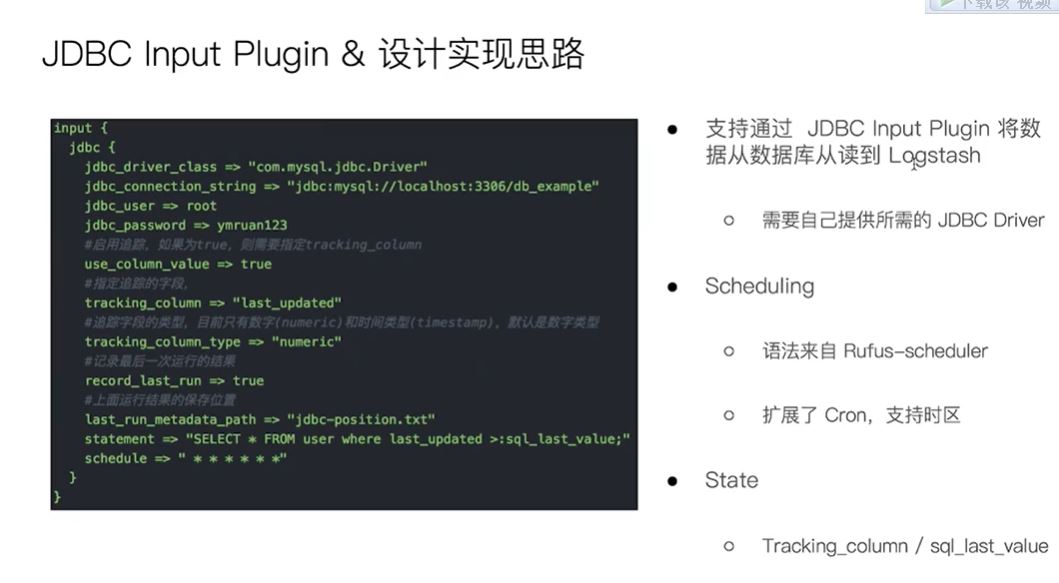 下载该 视频
JDBC Input Plugin & 设计实现思路
input {
jdbc {
jdbc_driver_class => "com.mysql.jdbc.Driver"
jdbc_connection_string => "jdbc:mysql://localhost:3306/db_example"
jdbc_user => root
jdbc_password => ymruan123
#启用追踪，如果为true，则需要指定tracking_column
use_column_value => true
#指定追踪的字段，
tracking_column => "last_updated"
#追踪字段的类型，目前只有数字(numeric)和时间类型(timestamp)，默认是数字类型
tracking_column_type => "numeric"
#记录最后一次运行的结果
record_last_run => true
#上面运行结果的保存位置
last_run_metadata_path => "jdbc-position.txt"
statement => "SELECT * FROM user where last_updated >:sql_last_value;"
schedule => " * * * * * *"
}
}
● 支持通过 JDBC Input Plugin 将数
据从数据库从读到 Logstash
○ 需要自己提供所需的 JDBC Driver
● Scheduling
○ 语法来自 Rufus-scheduler
○ 扩展了 Cron，支持时区
● State
○ Tracking_column / sql_last_value